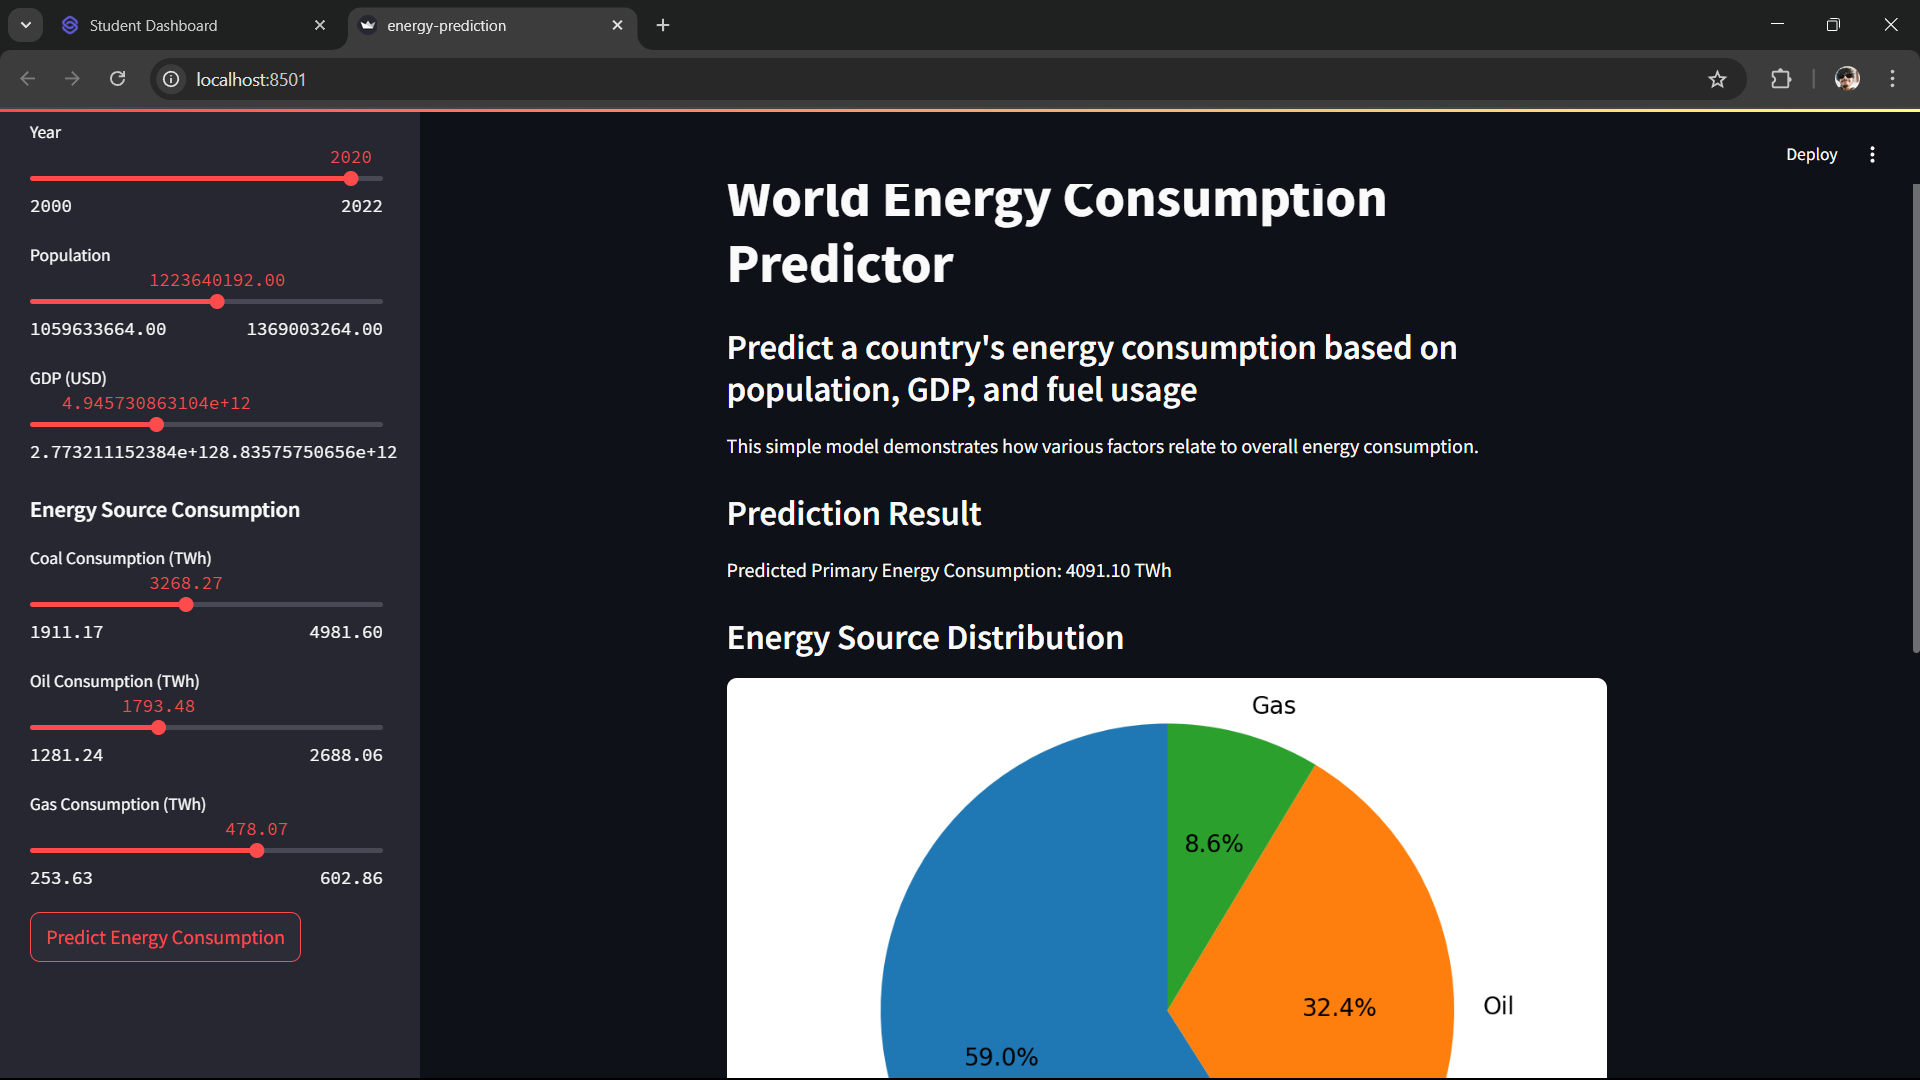 Student Dashboard
energy-prediction
localhost:8501
Year
2020
2000 2022
Population
1223640192.00
1059633664.00 1369003264.00
GDP (USD)
4.945730863104e+12
2.773211152384e+128.83575750656e+12
Energy Source Consumption
Coal Consumption (TWh)
3268.27
1911.17 4981.60
Oil Consumption (TWh)
1793.48
1281.24 2688.06
Gas Consumption (TWh)
478.07
253.63 602.86
Predict Energy Consumption
Deploy
World Energy Consumption
Predictor
Predict a country's energy consumption based on
population, GDP, and fuel usage
This simple model demonstrates how various factors relate to overall energy consumption.
Prediction Result
Predicted Primary Energy Consumption: 4091.10 TWh
Energy Source Distribution
Gas
8.6%
32.4%
Oil
59.0%